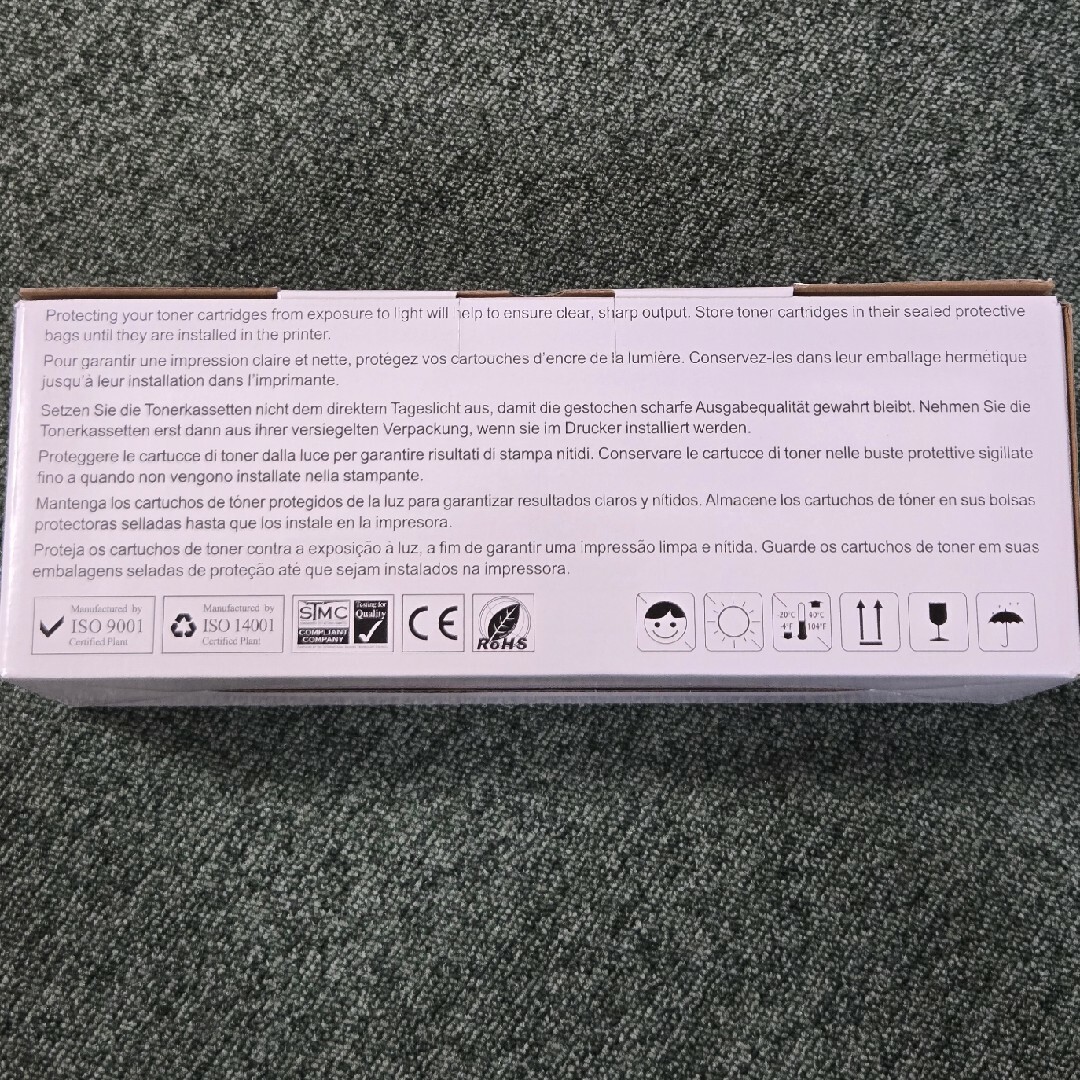 Protecting your toner cartridges from exposure to light will help to ensure clear, sharp output. Store toner cartridges in their sealed protective
bags until they are installed in the printer.
Pour garantir une impression claire et nette, protégez vos cartouches d'encre de la lumière. Conservez-les dans leur emballage hermétique
jusqu'à leur installation dans l'imprimante.
Setzen Sie die Tonerkassetten nicht dem direktem Tageslicht aus, damit die gestochen scharfe Ausgabequalität gewahrt bleibt. Nehmen Sie die
Tonerkassetten erst dann aus ihrer versiegelten Verpackung, wenn sie im Drucker installiert werden.
Proteggere le cartucce di toner dalla luce per garantire risultati di stampa nitidi. Conservare le cartucce di toner nelle buste protettive sigillate
fino a quando non vengono installate nella stampante.
Mantenga los cartuchos de tóner protegidos de la luz para garantizar resultados claros y nítidos. Almacene los cartuchos de tóner en sus bolsas
protectoras selladas hasta que los instale en la impresora.
Proteja os cartuchos de toner contra a exposição à luz, a fim de garantir uma impressão limpa e nítida. Guarde os cartuchos de toner em suas
embalagens seladas de proteção até que sejam instalados na impressora.
Manufactured by
ISO 9001
Certified Plant
Manufactured by
ISO 14001
Certified Plant
STMC
COMPLIANT
COMPANY
Testing for
Quality
CE
RoHS
-20°C 40°C
-4°F 104°F